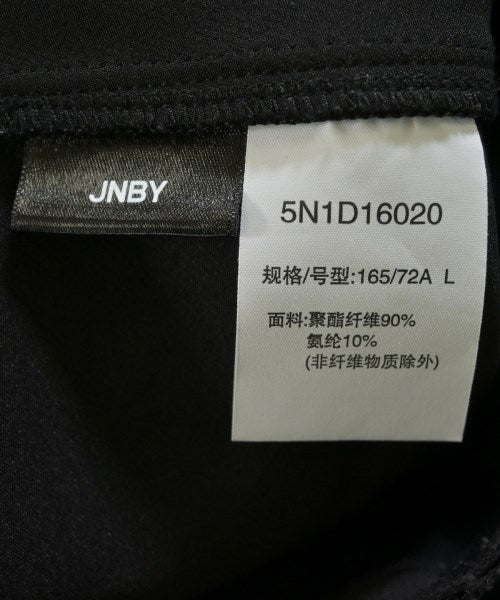 JNBY
5N1D16020
规格/号型:165/72A L
面料:聚酯纤维90%
氨纶10%
(非纤维物质除外)